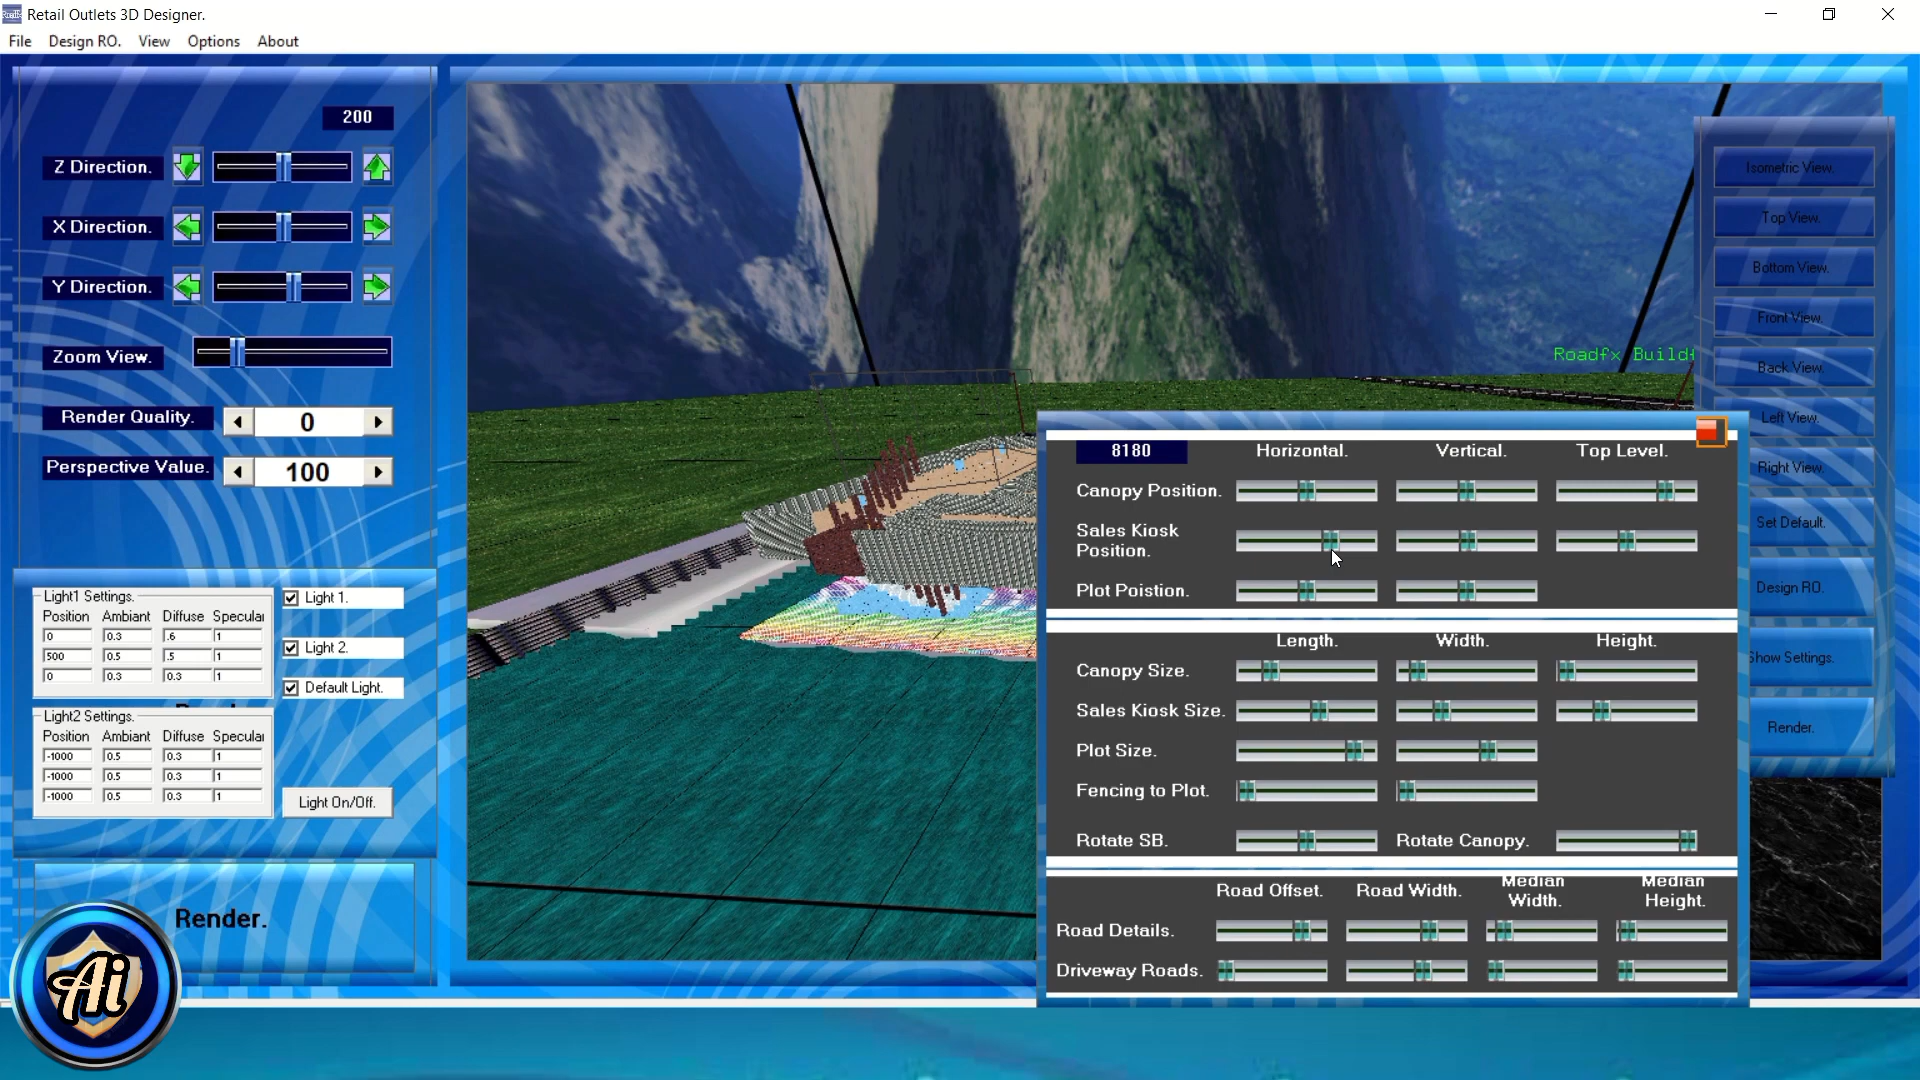 Retail Outlets 3D Designer.
File Design RO. View Options About
200
Z Direction.
X Direction.
Y Direction.
Zoom View.
Render Quality. 0
Perspective Value. 100
Light1 Settings.
Position Ambiant Diffuse Specular
0 0.3 .6 1
500 0.5 .5 1
0 0.3 0.3 1
Light 1.
Light 2.
Default Light.
Light2 Settings.
Position Ambiant Diffuse Specular
-1000 0.5 0.3 1
-1000 0.5 0.3 1
-1000 0.5 0.3 1
Light On/Off.
Render.
Ai
Roadfx Build
Isometric View.
Top View.
Bottom View.
Front View.
Back View.
Left View.
Right View.
Set Default.
Design RO.
Show Settings.
Render.
8180 Horizontal. Vertical. Top Level.
Canopy Position.
Sales Kiosk
Position.
Plot Poistion.
Length. Width. Height.
Canopy Size.
Sales Kiosk Size.
Plot Size.
Fencing to Plot.
Rotate SB. Rotate Canopy.
Road Offset. Road Width. Median Width. Median Height.
Road Details.
Driveway Roads.